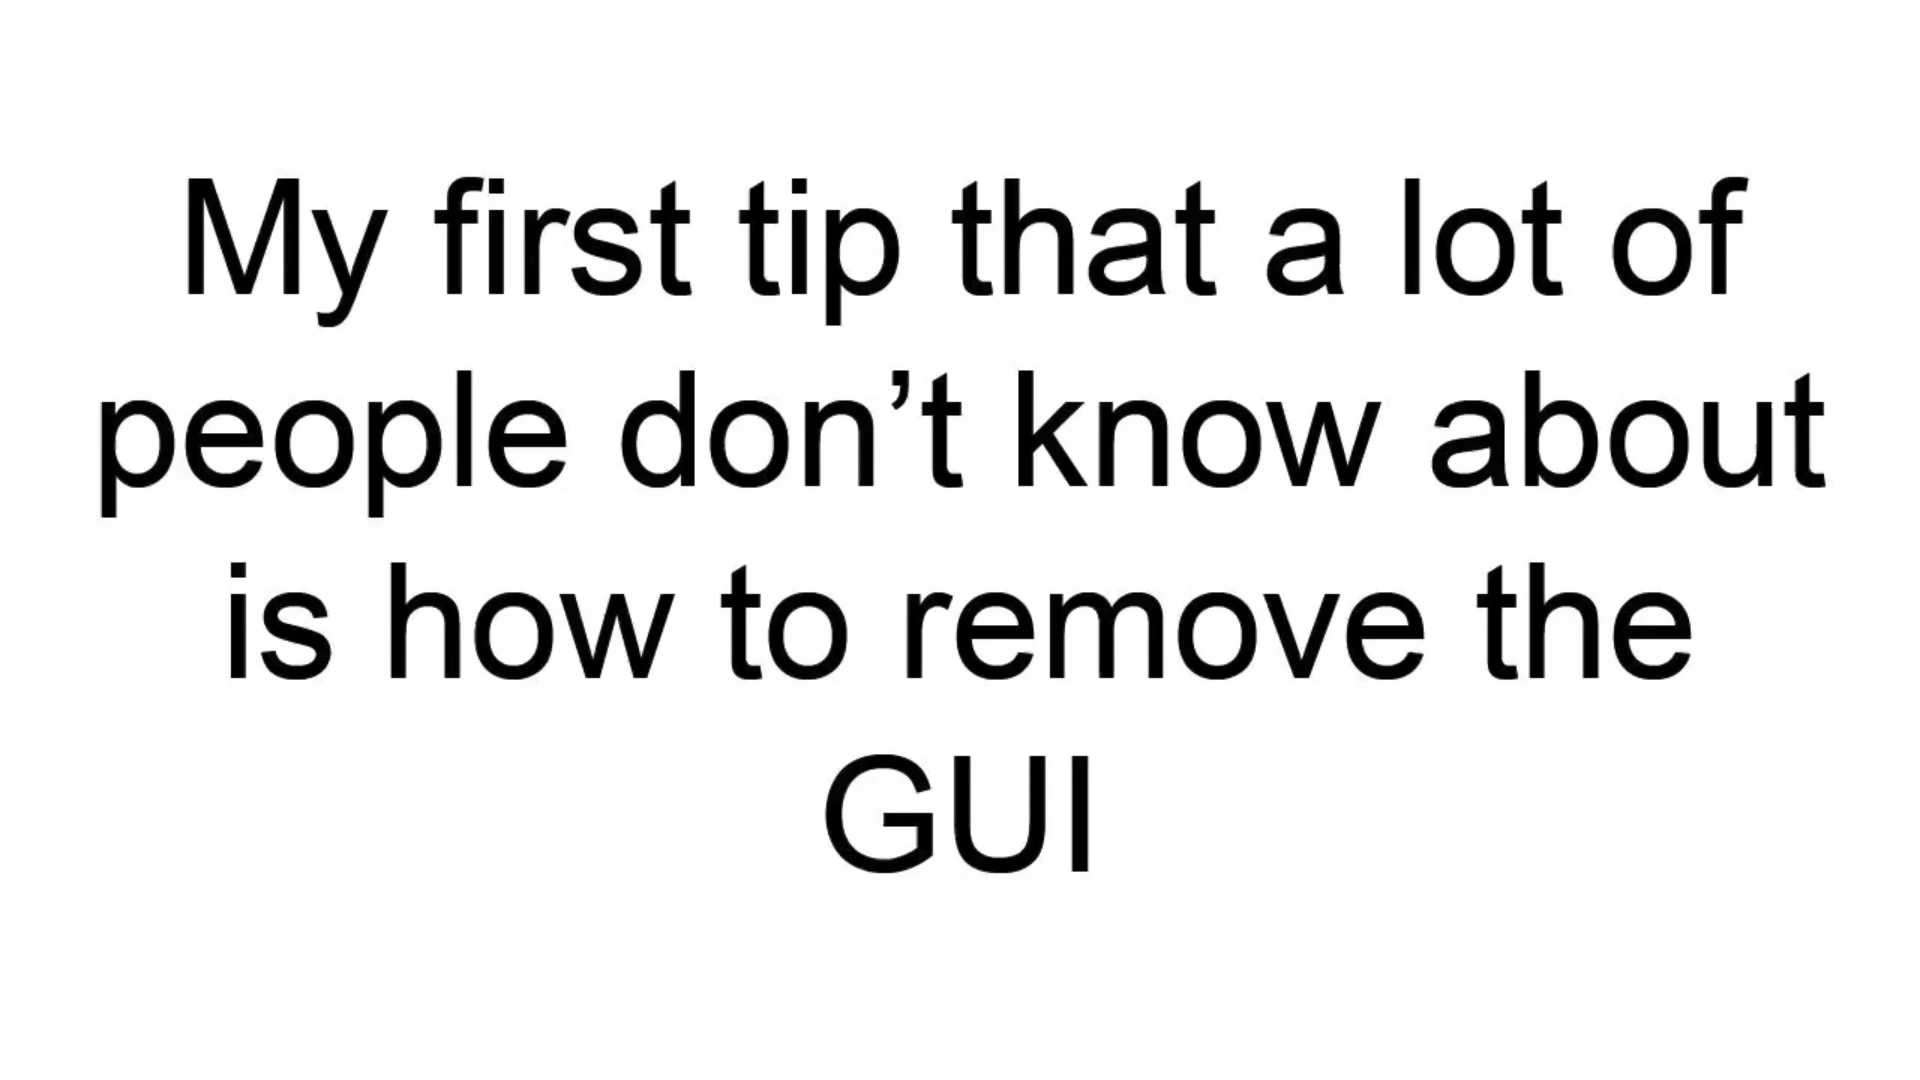 My first tip that a lot of
people don’t know about
is how to remove the
GUI